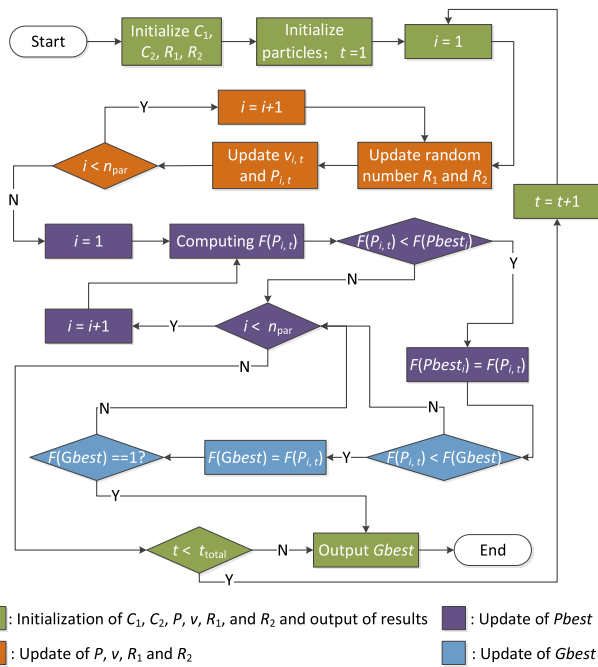 Start
Initialize C1,
C2, R1, R2
Initialize
particles; t =1
i = 1
Y
i = i+1
i < npar
Update vi, t
and Pi, t
Update random
number R1 and R2
t = t+1
N
i = 1
Computing F(Pi, t)
F(Pi, t) < F(Pbesti)
Y
N
i = i+1
Y
i < npar
N
F(Pbesti) = F(Pi, t)
N
N
F(Gbest) ==1?
F(Gbest) = F(Pi, t)
Y
F(Pi, t) < F(Gbest)
Y
t < ttotal
N
Output Gbest
End
Y
: Initialization of C1, C2, P, v, R1, and R2 and output of results
: Update of Pbest
: Update of P, v, R1 and R2
: Update of Gbest